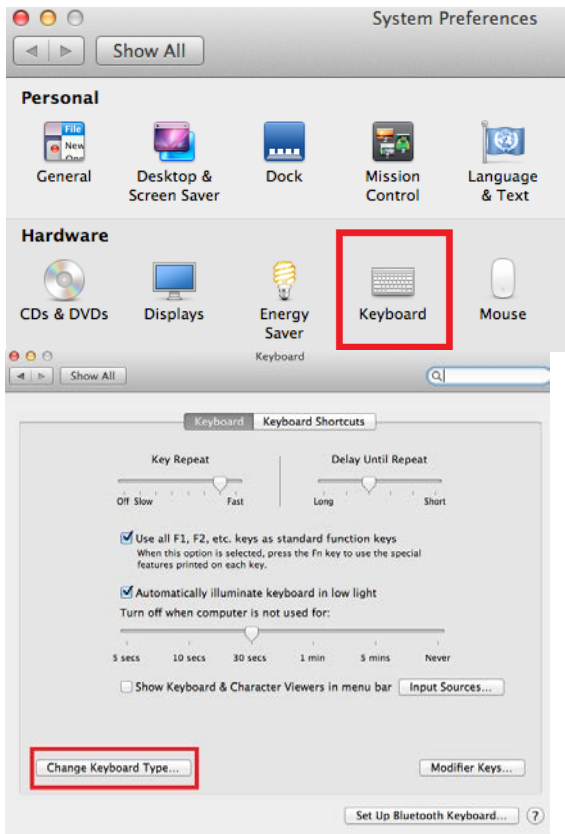 System Preferences
Show All
Personal
File
New
General
Desktop &
Screen Saver
Dock
Mission
Control
Language
& Text
Hardware
CDs & DVDs
Displays
Energy
Saver
Keyboard
Mouse
Keyboard
Show All
Keyboard
Keyboard Shortcuts
Key Repeat
Delay Until Repeat
Off Slow Fast
Long Short
Use all F1, F2, etc. keys as standard function keys
When this option is selected, press the Fn key to use the special
features printed on each key.
Automatically illuminate keyboard in low light
Turn off when computer is not used for:
5 secs 10 secs 30 secs 1 min 5 mins Never
Show Keyboard & Character Viewers in menu bar Input Sources...
Change Keyboard Type... Modifier Keys...
Set Up Bluetooth Keyboard... ?